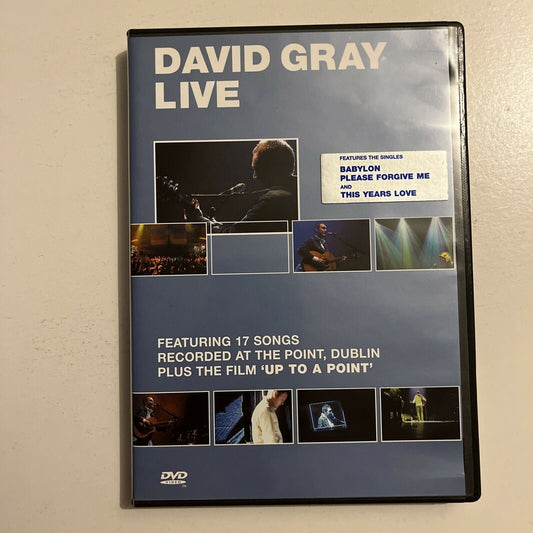 DAVID GRAY
LIVE
FEATURES THE SINGLES
BABYLON
PLEASE FORGIVE ME
AND
THIS YEARS LOVE
FEATURING 17 SONGS
RECORDED AT THE POINT, DUBLIN
PLUS THE FILM ‘UP TO A POINT’
DVD
VIDEO